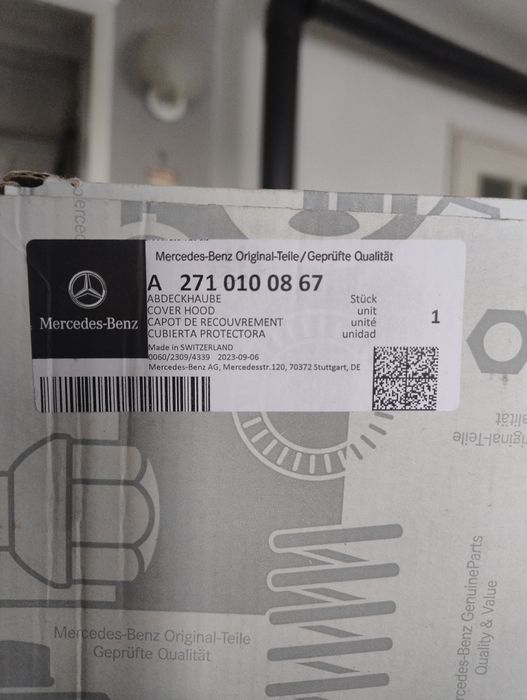 Mercedes-Benz Original-Teile/Geprüfte Qualität
A 271 010 08 67
ABDECKHAUBE Stück
COVER HOOD unit
CAPOT DE RECOUVREMENT unité
CUBIERTA PROTECTORA unidad
1
Mercedes-Benz
Made in SWITZERLAND
0060/2309/4339 2023-09-06
Mercedes-Benz AG, Mercedesstr.120, 70372 Stuttgart, DE
Mercedes-Benz Original-Teile
Geprüfte Qualität
GenuineParts
Quality & Value